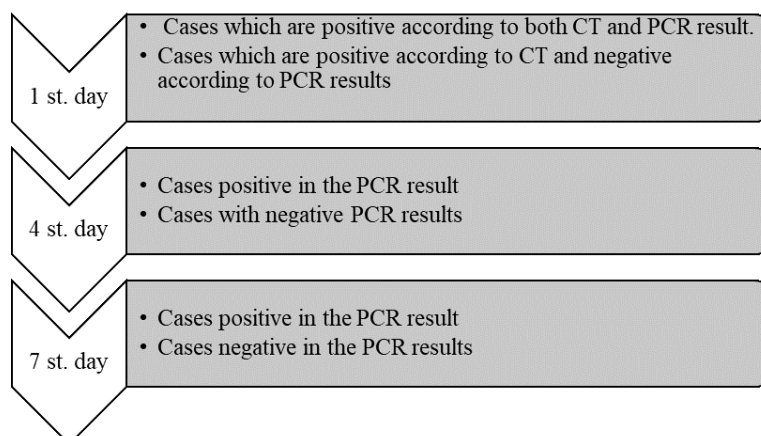 1 st. day
• Cases which are positive according to both CT and PCR result.
• Cases which are positive according to CT and negative
according to PCR results
4 st. day
• Cases positive in the PCR result
• Cases with negative PCR results
7 st. day
• Cases positive in the PCR result
• Cases negative in the PCR results